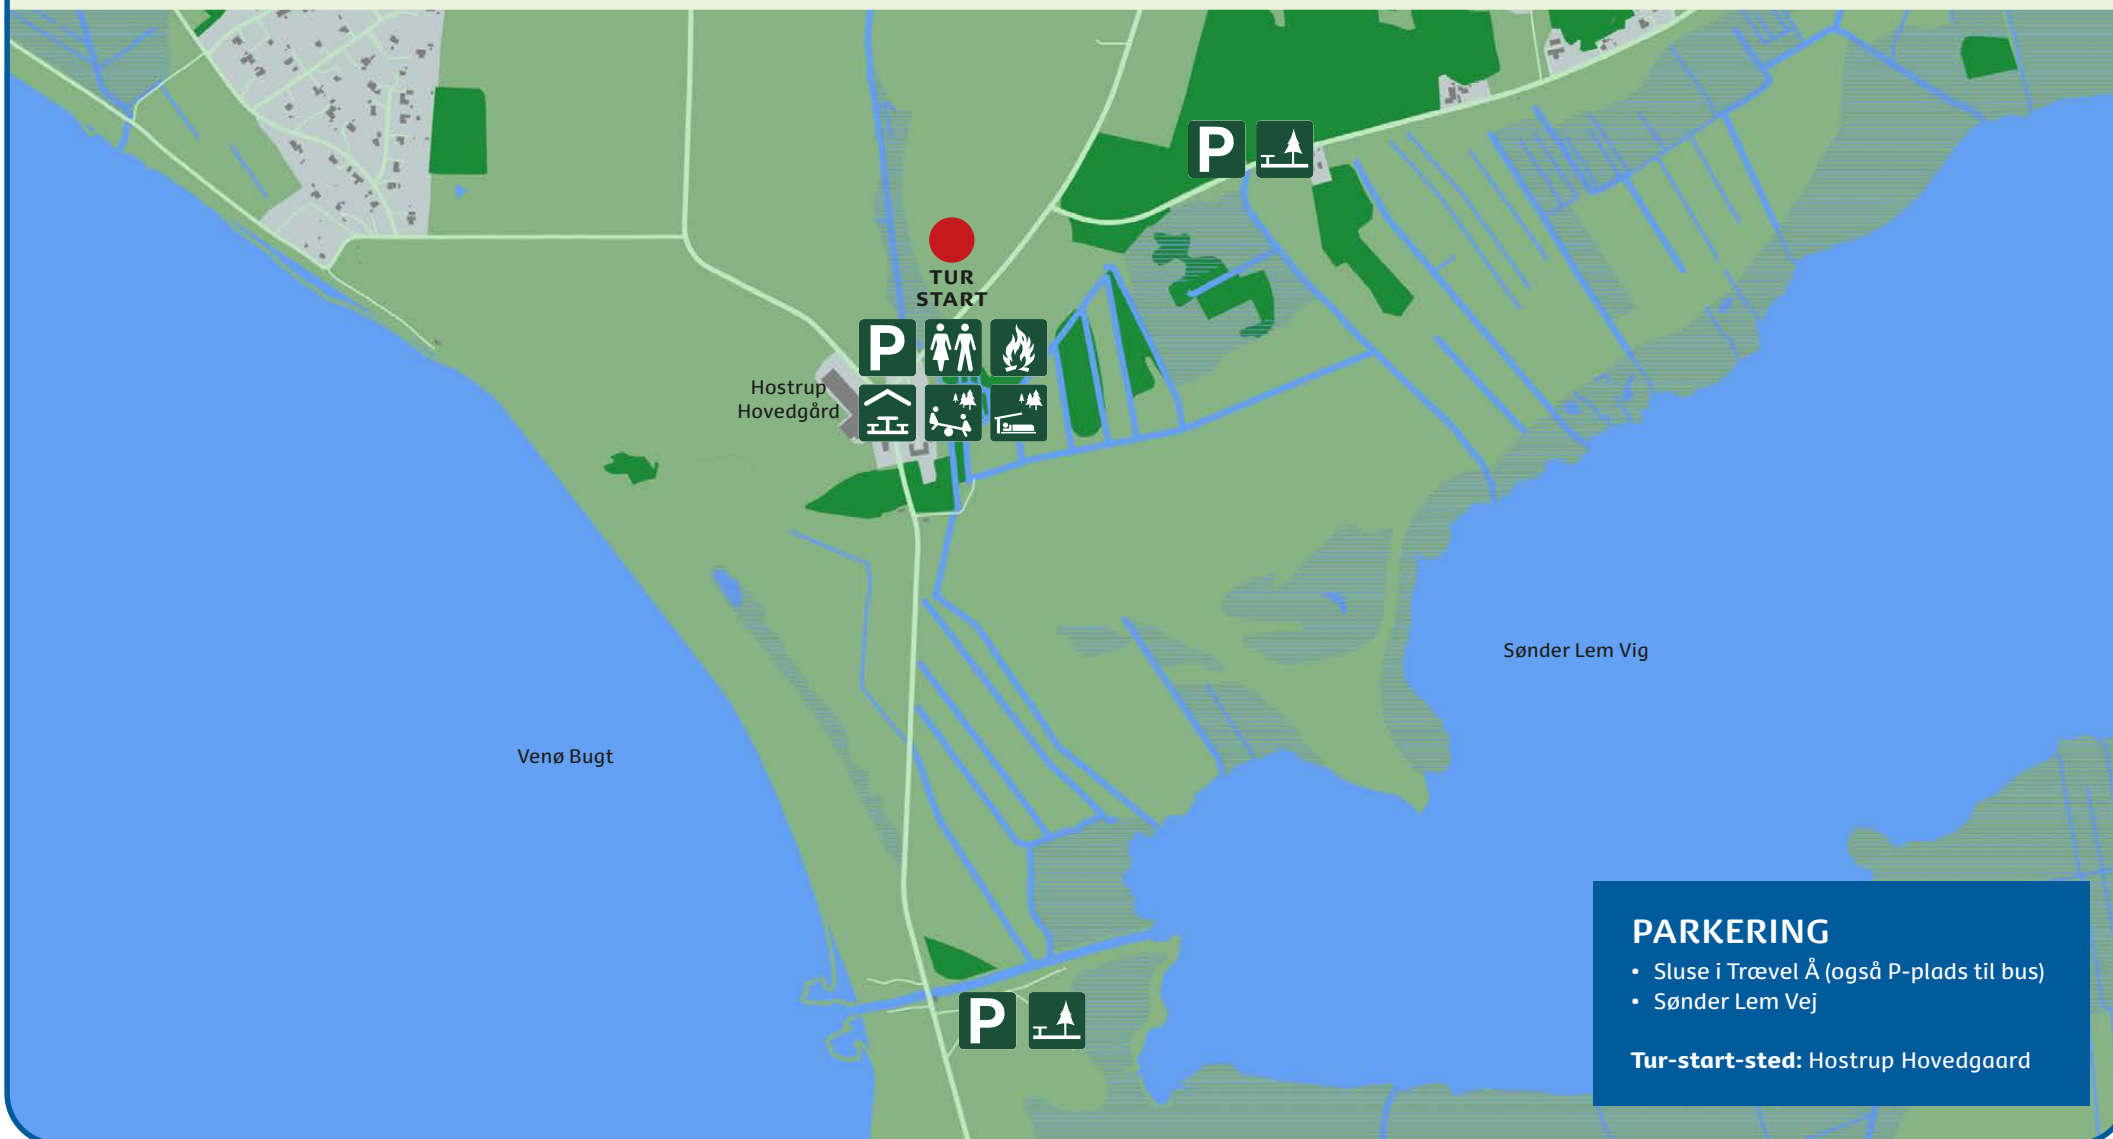 P
TUR
START
P
Hostrup
Hovedgård
Sønder Lem Vig
Venø Bugt
PARKERING
• Sluse i Trævel Å (også P-plads til bus)
• Sønder Lem Vej
P
Tur-start-sted: Hostrup Hovedgaard